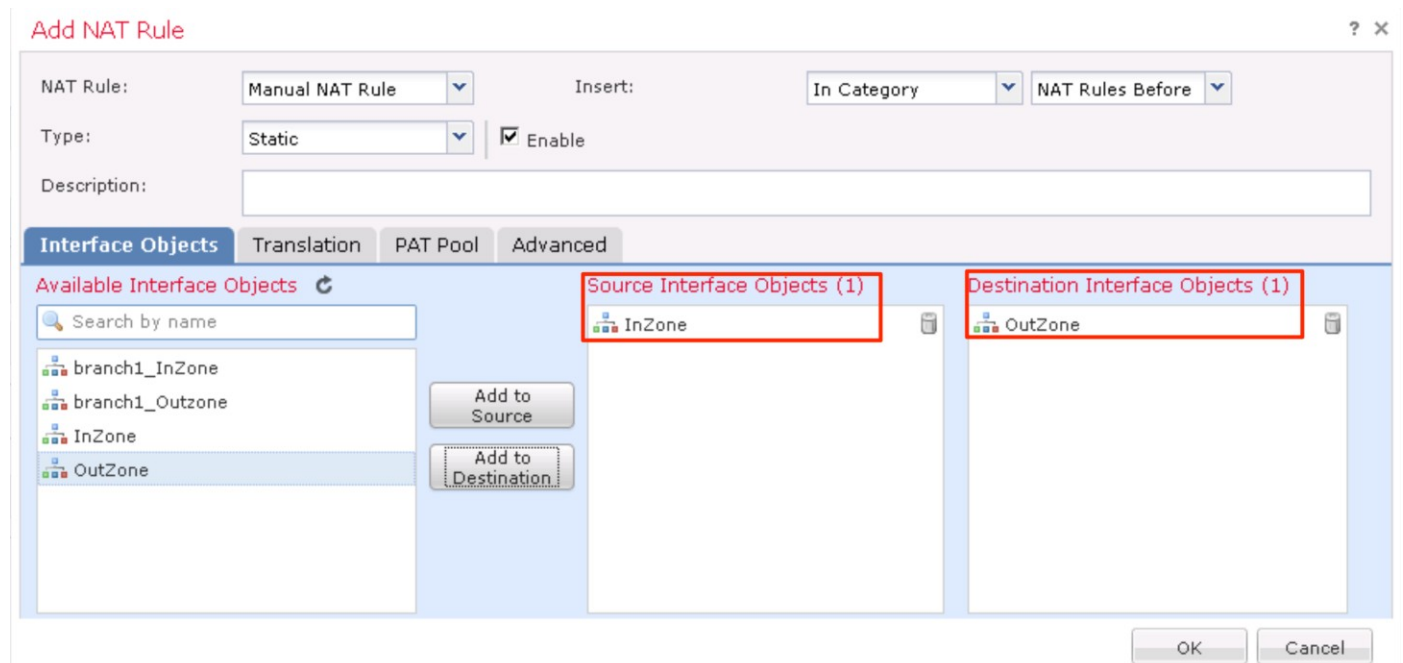 Add NAT Rule ? ×
NAT Rule: Manual NAT Rule Insert: In Category NAT Rules Before
Type: Static Enable
Description:
Interface Objects Translation PAT Pool Advanced
Available Interface Objects Source Interface Objects (1) Destination Interface Objects (1)
Search by name InZone OutZone
branch1_InZone
branch1_Outzone
InZone
OutZone
Add to
Source
Add to
Destination
OK Cancel